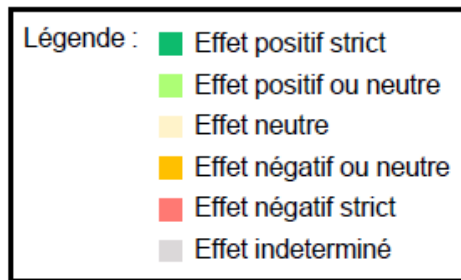 Légende : Effet positif strict
Effet positif ou neutre
Effet neutre
Effet négatif ou neutre
Effet négatif strict
Effet indeterminé